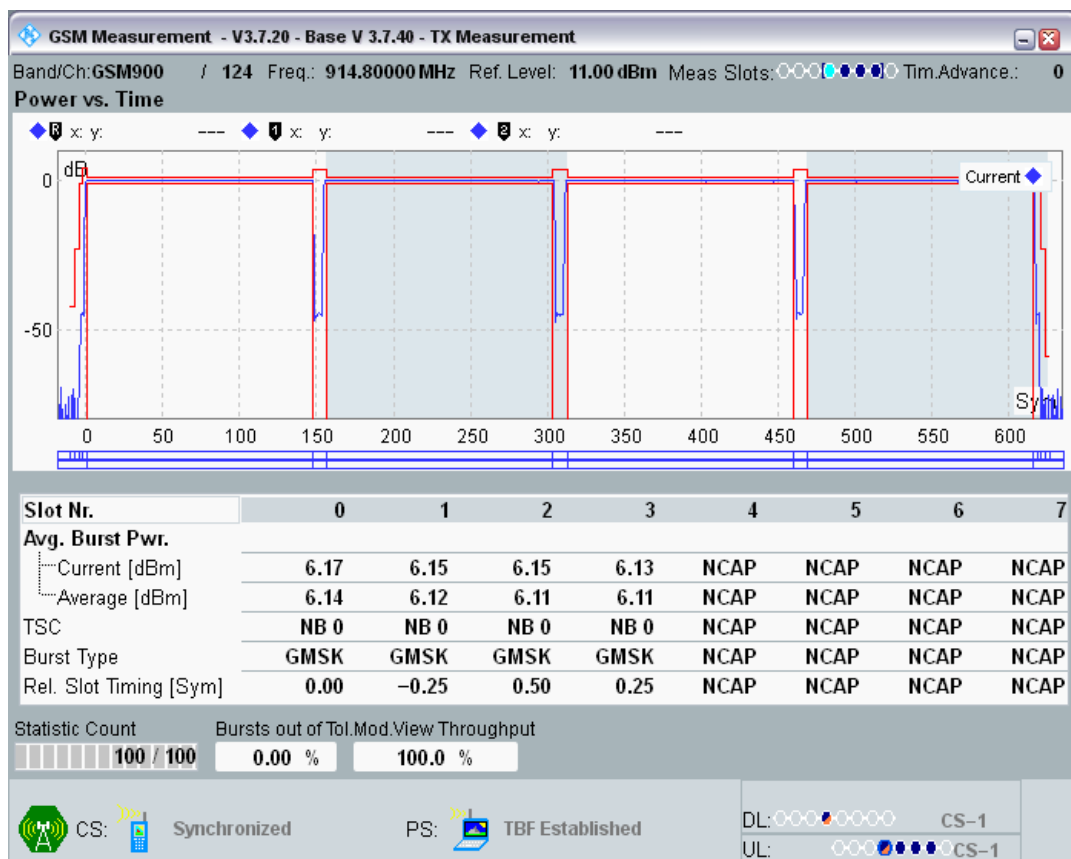 GSM Measurement - V3.7.20 - Base V 3.7.40 - TX Measurement
Band/Ch:GSM900 / 124 Freq.: 914.80000 MHz Ref. Level: 11.00 dBm Meas Slots: Tim.Advance.: 0
Power vs. Time
R x: y: --- 1 x: y: --- 2 x: y: ---
dB
Current
0
-50
Sym
0 50 100 150 200 250 300 350 400 450 500 550 600
Slot Nr. 0 1 2 3 4 5 6 7
Avg. Burst Pwr.
Current [dBm] 6.17 6.15 6.15 6.13 NCAP NCAP NCAP NCAP
Average [dBm] 6.14 6.12 6.11 6.11 NCAP NCAP NCAP NCAP
TSC NB 0 NB 0 NB 0 NB 0 NCAP NCAP NCAP NCAP
Burst Type GMSK GMSK GMSK GMSK NCAP NCAP NCAP NCAP
Rel. Slot Timing [Sym] 0.00 −0.25 0.50 0.25 NCAP NCAP NCAP NCAP
Statistic Count Bursts out of Tol. Mod.View Throughput
100 / 100 0.00 % 100.0 %
CS: Synchronized PS: TBF Established
DL: CS−1
UL: CS−1